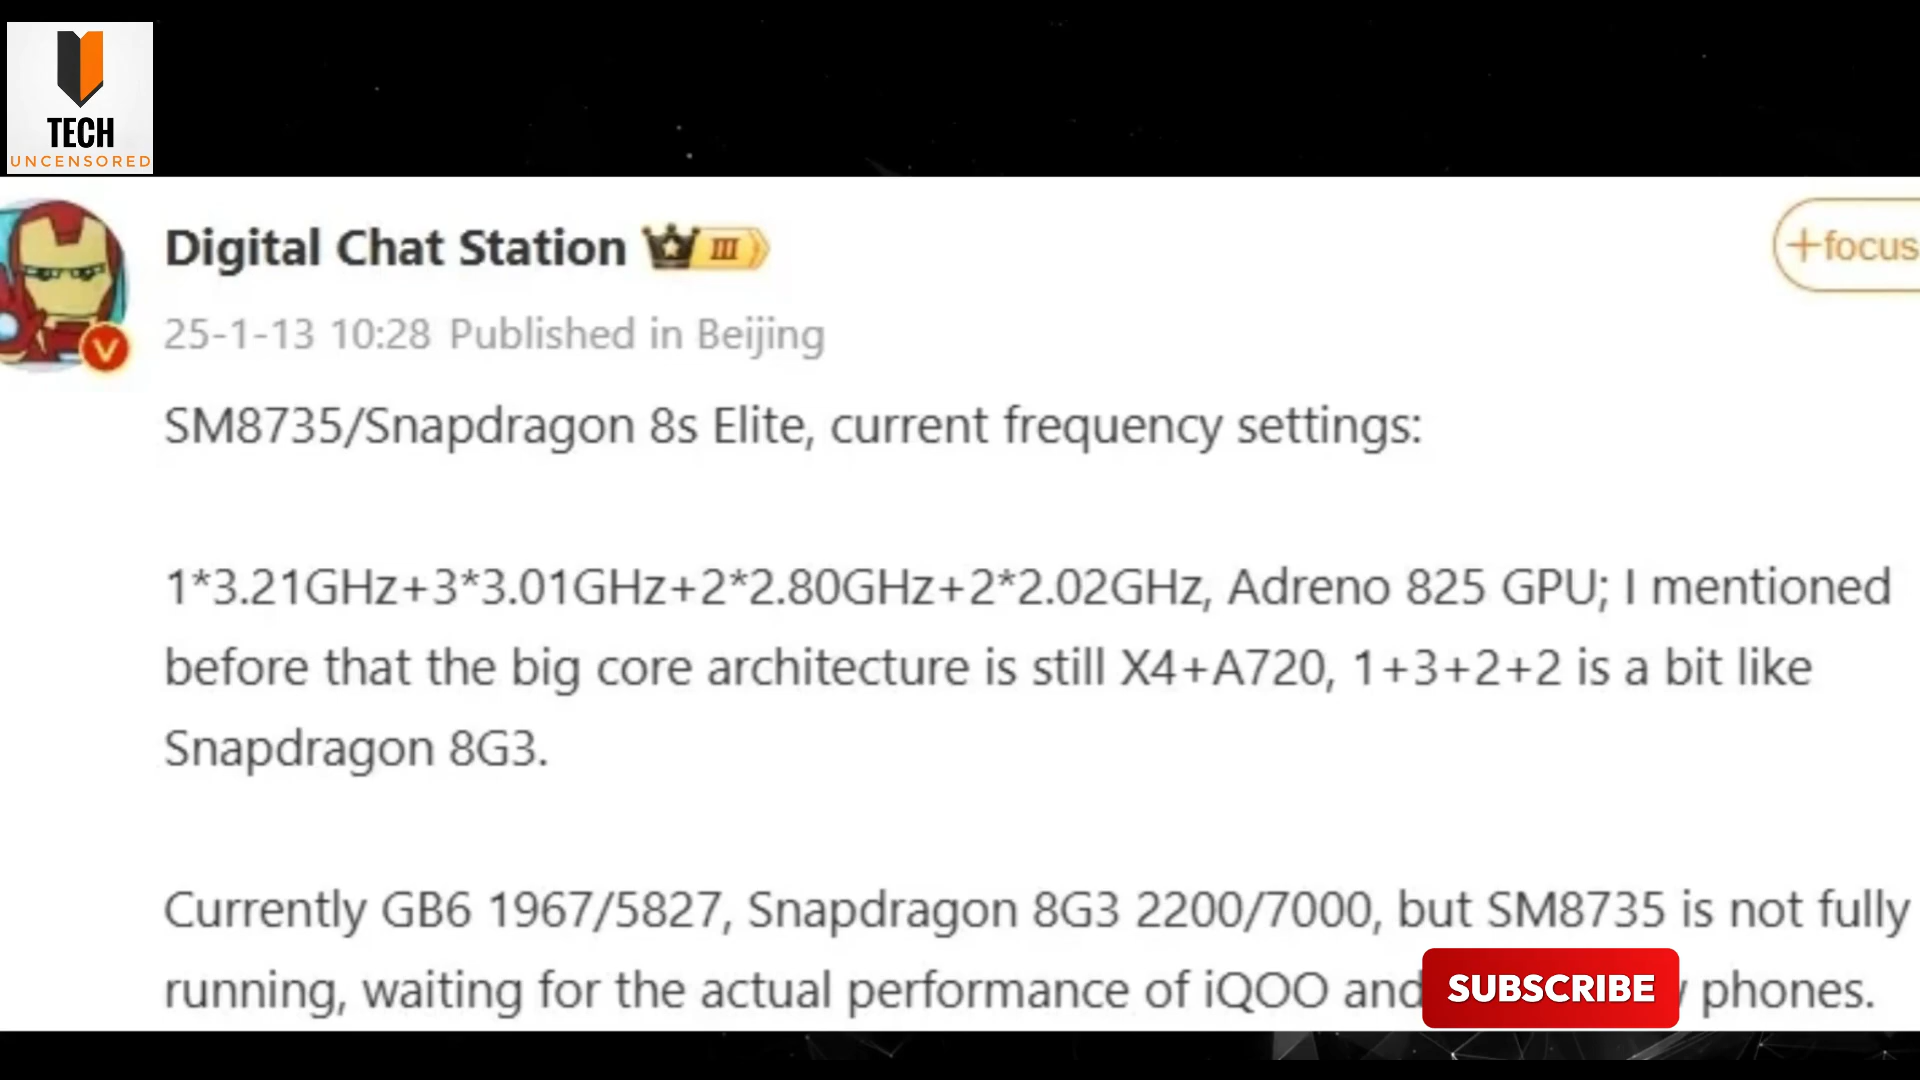 TECH
UNCENSORED
Digital Chat Station III
+focus
25-1-13 10:28 Published in Beijing
V
SM8735/Snapdragon 8s Elite, current frequency settings:
1*3.21GHz+3*3.01GHz+2*2.80GHz+2*2.02GHz, Adreno 825 GPU; I mentioned
before that the big core architecture is still X4+A720, 1+3+2+2 is a bit like
Snapdragon 8G3.
Currently GB6 1967/5827, Snapdragon 8G3 2200/7000, but SM8735 is not fully
running, waiting for the actual performance of iQOO and SUBSCRIBE phones.